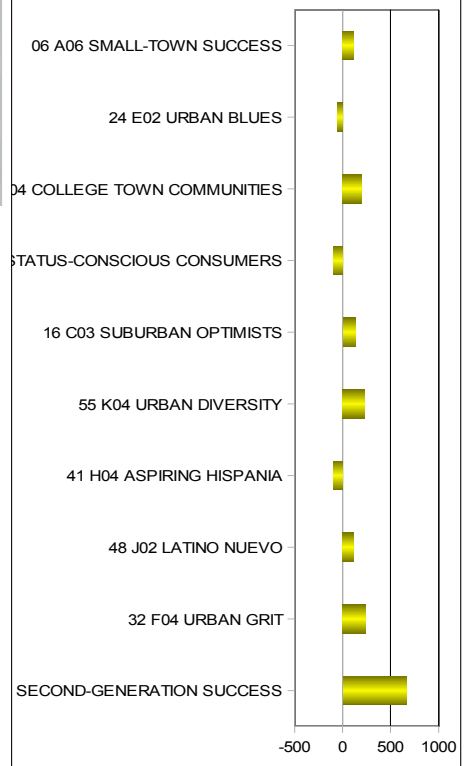 06 A06 SMALL-TOWN SUCCESS
24 E02 URBAN BLUES
04 COLLEGE TOWN COMMUNITIES
STATUS-CONSCIOUS CONSUMERS
16 C03 SUBURBAN OPTIMISTS
55 K04 URBAN DIVERSITY
41 H04 ASPIRING HISPANIA
48 J02 LATINO NUEVO
32 F04 URBAN GRIT
SECOND-GENERATION SUCCESS
-500 0 500 1000